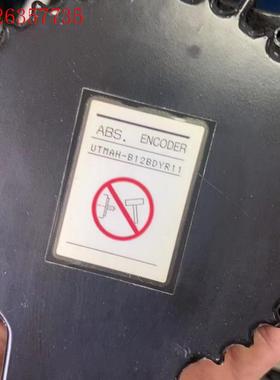 26357735
ABS. ENCODER
UTMAH-B12BDYR11